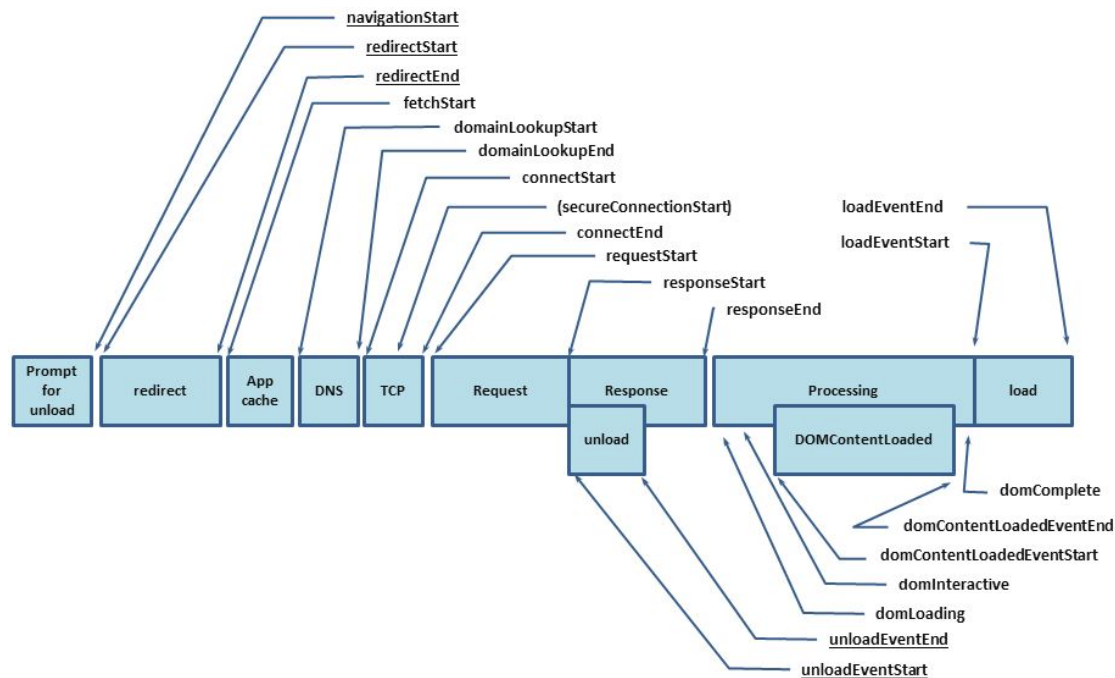 navigationStart
redirectStart
redirectEnd
fetchStart
domainLookupStart
domainLookupEnd
connectStart
(secureConnectionStart)
loadEventEnd
connectEnd
loadEventStart
requestStart
responseStart
responseEnd
Prompt
for
unload
redirect
App
cache
DNS
TCP
Request
Response
Processing
load
unload
DOMContentLoaded
domComplete
domContentLoadedEventEnd
domContentLoadedEventStart
domInteractive
domLoading
unloadEventEnd
unloadEventStart